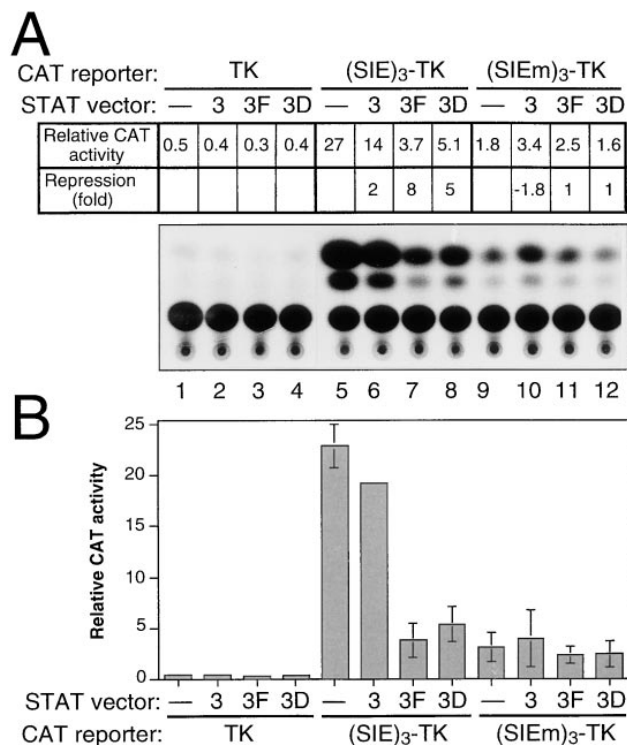 A
CAT reporter: TK (SIE)₃-TK (SIEm)₃-TK
STAT vector: — 3 3F 3D — 3 3F 3D — 3 3F 3D
Relative CAT activity 0.5 0.4 0.3 0.4 27 14 3.7 5.1 1.8 3.4 2.5 1.6
Repression (fold) 2 8 5 -1.8 1 1
1 2 3 4 5 6 7 8 9 10 11 12
B
Relative CAT activity
25
20
15
10
5
0
STAT vector: — 3 3F 3D — 3 3F 3D — 3 3F 3D
CAT reporter: TK (SIE)₃-TK (SIEm)₃-TK